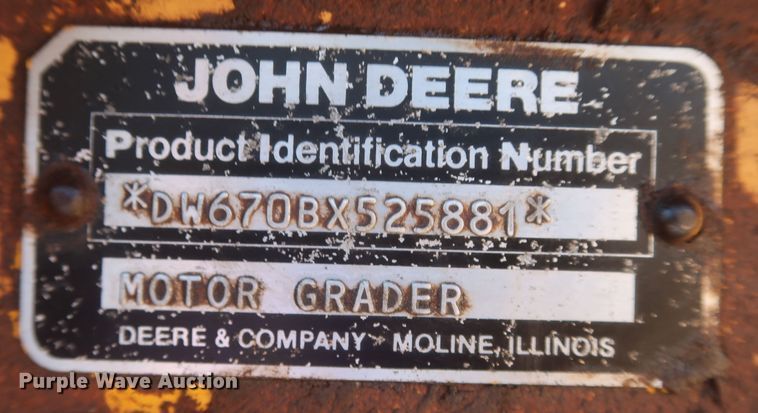 JOHN DEERE
Product Identification Number
*DW670BX525881*
MOTOR GRADER
DEERE & COMPANY MOLINE, ILLINOIS
Purple Wave Auction